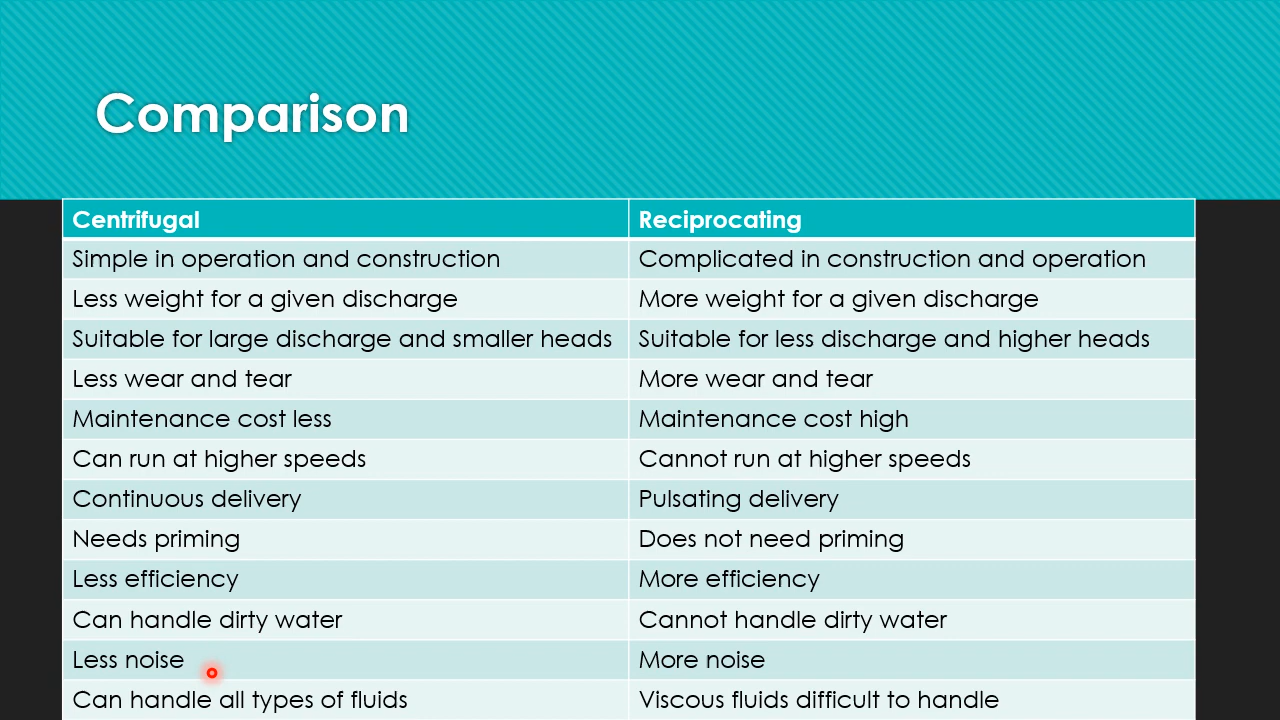 Comparison
Centrifugal Reciprocating
Simple in operation and construction Complicated in construction and operation
Less weight for a given discharge More weight for a given discharge
Suitable for large discharge and smaller heads Suitable for less discharge and higher heads
Less wear and tear More wear and tear
Maintenance cost less Maintenance cost high
Can run at higher speeds Cannot run at higher speeds
Continuous delivery Pulsating delivery
Needs priming Does not need priming
Less efficiency More efficiency
Can handle dirty water Cannot handle dirty water
Less noise More noise
Can handle all types of fluids Viscous fluids difficult to handle